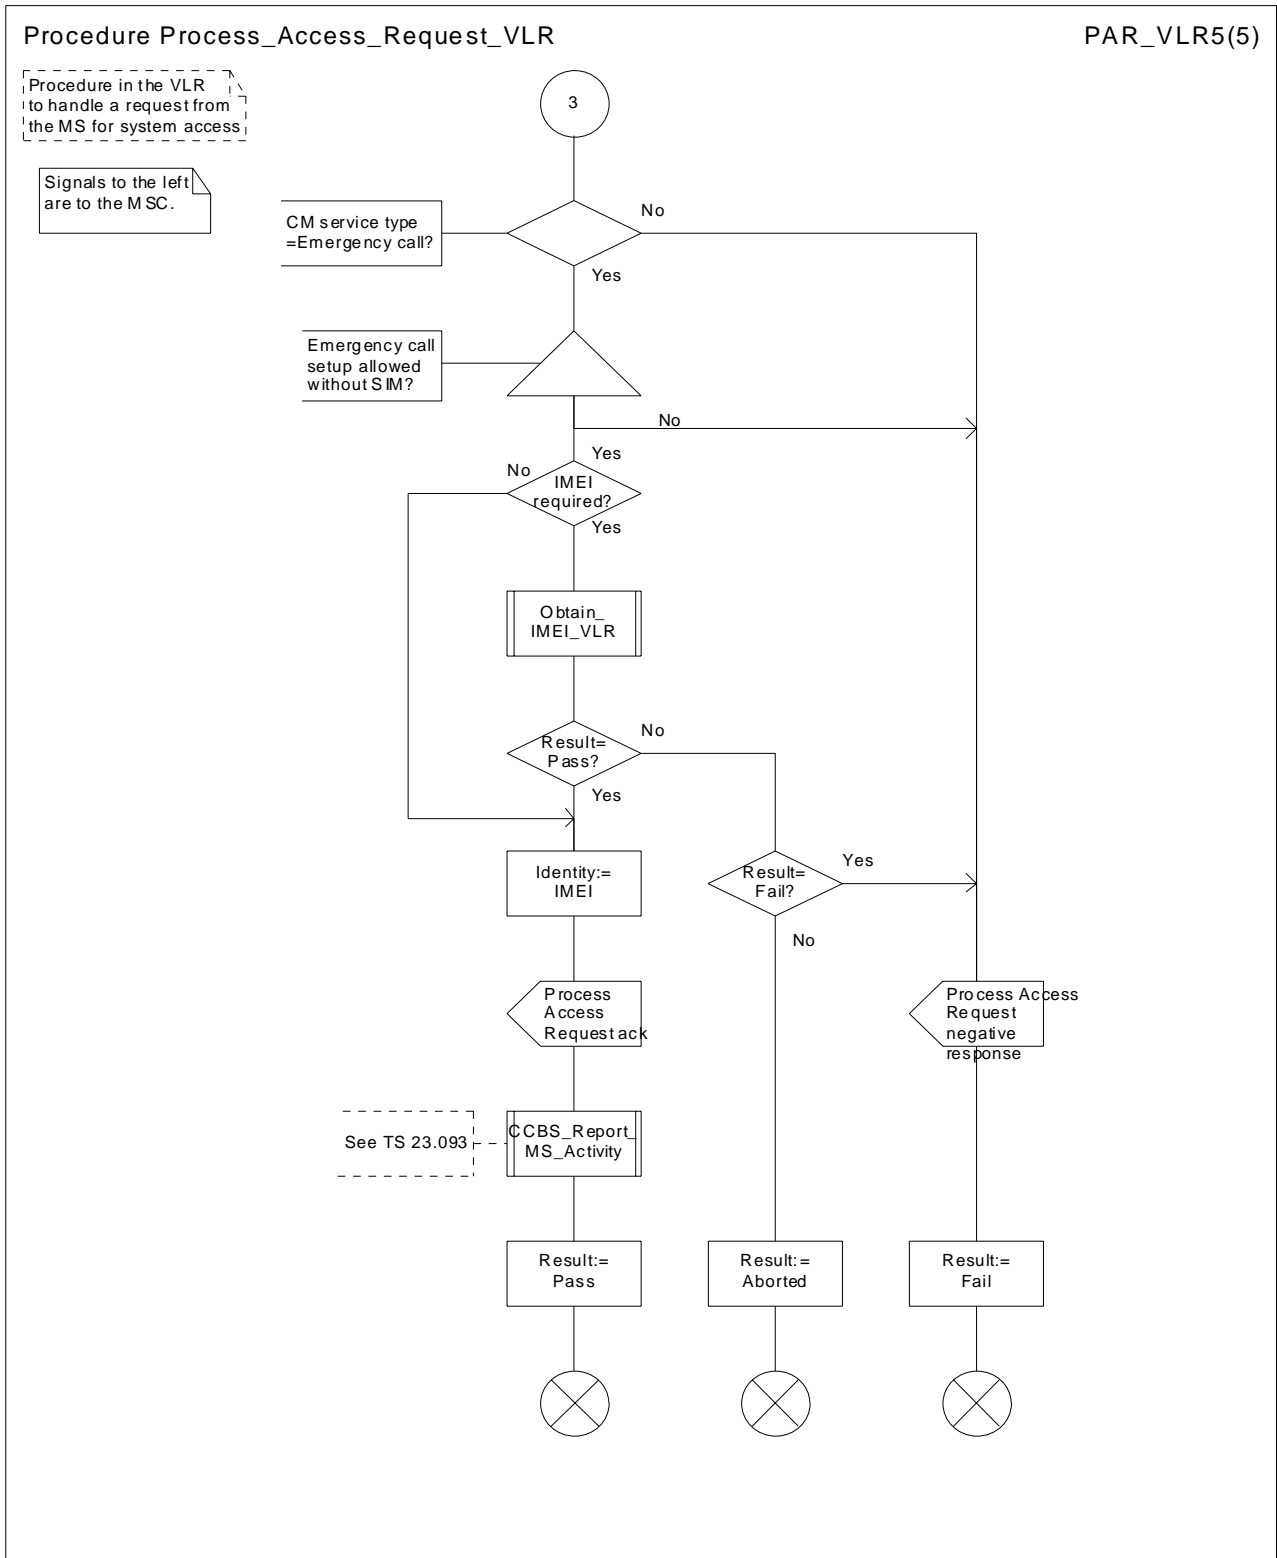 Procedure Process_Access_Request_VLR
PAR_VLR5(5)
Procedure in the VLR
to handle a request from
the MS for system access
3
Signals to the left
are to the MSC.
CM service type
=Emergency call?
No
Yes
Emergency call
setup allowed
without SIM?
No
Yes
No
IMEI
required?
Yes
Obtain_
IMEI_VLR
Result=
Pass?
No
Yes
Identity:=
IMEI
Result=
Fail?
Yes
No
Process
Access
Request ack
Process Access
Request
negative
response
See TS 23.093
CCBS_Report_
MS_Activity
Result:=
Pass
Result:=
Aborted
Result:=
Fail